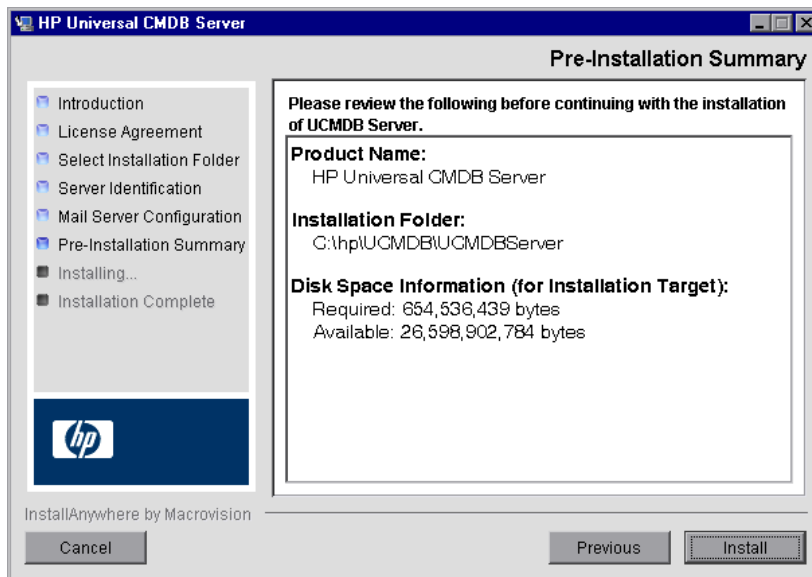 HP Universal CMDB Server
Pre-Installation Summary
Introduction
License Agreement
Select Installation Folder
Server Identification
Mail Server Configuration
Pre-Installation Summary
Installing...
Installation Complete
Please review the following before continuing with the installation
of UCMDB Server.
Product Name:
HP Universal CMDB Server
Installation Folder:
C:\hp\UCMDB\UCMDBServer
Disk Space Information (for Installation Target):
Required: 654,536,439 bytes
Available: 26,598,902,784 bytes
hp
InstallAnywhere by Macrovision
Cancel
Previous
Install